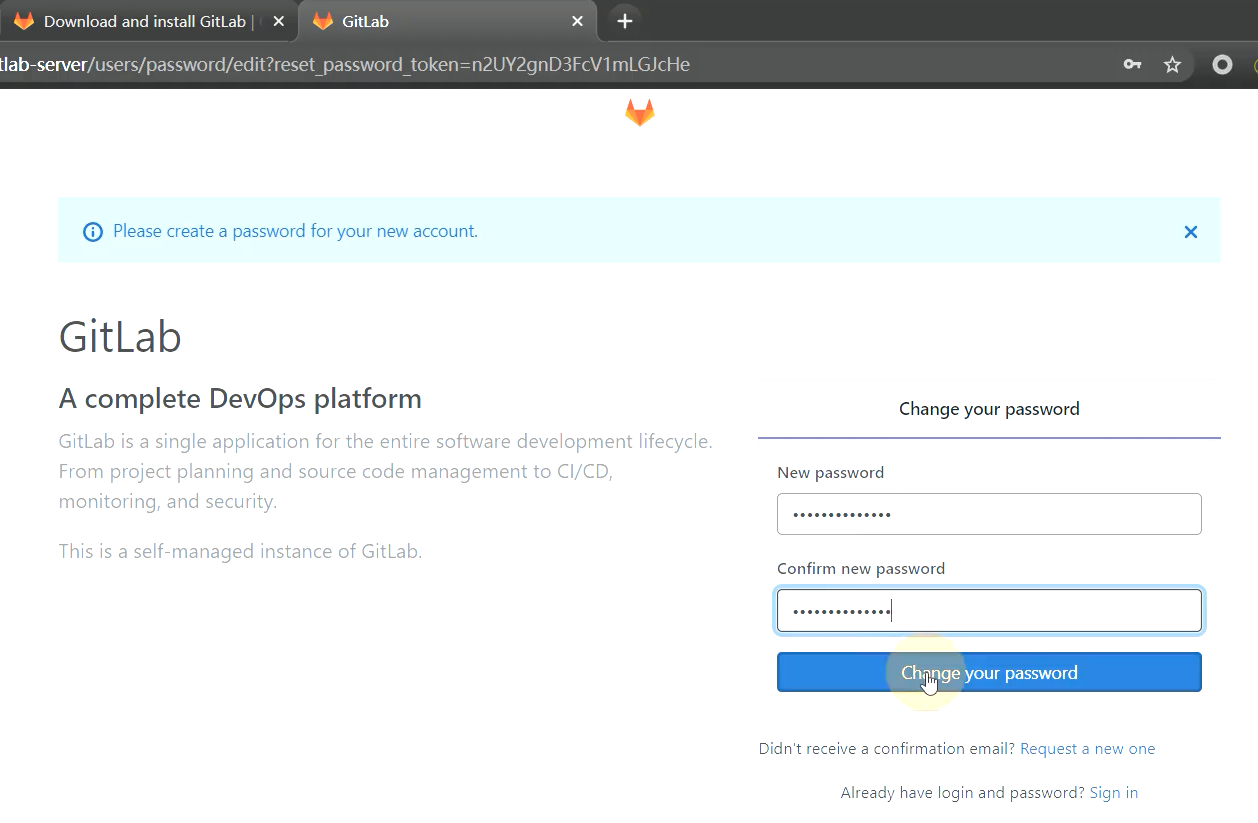 Download and install GitLab |
GitLab
tlab-server/users/password/edit?reset_password_token=n2UY2gnD3FcV1mLGJcHe
Please create a password for your new account.
GitLab
A complete DevOps platform
GitLab is a single application for the entire software development lifecycle.
From project planning and source code management to CI/CD,
monitoring, and security.
This is a self-managed instance of GitLab.
Change your password
New password
••••••••••••••
Confirm new password
••••••••••••••
Change your password
Didn't receive a confirmation email? Request a new one
Already have login and password? Sign in